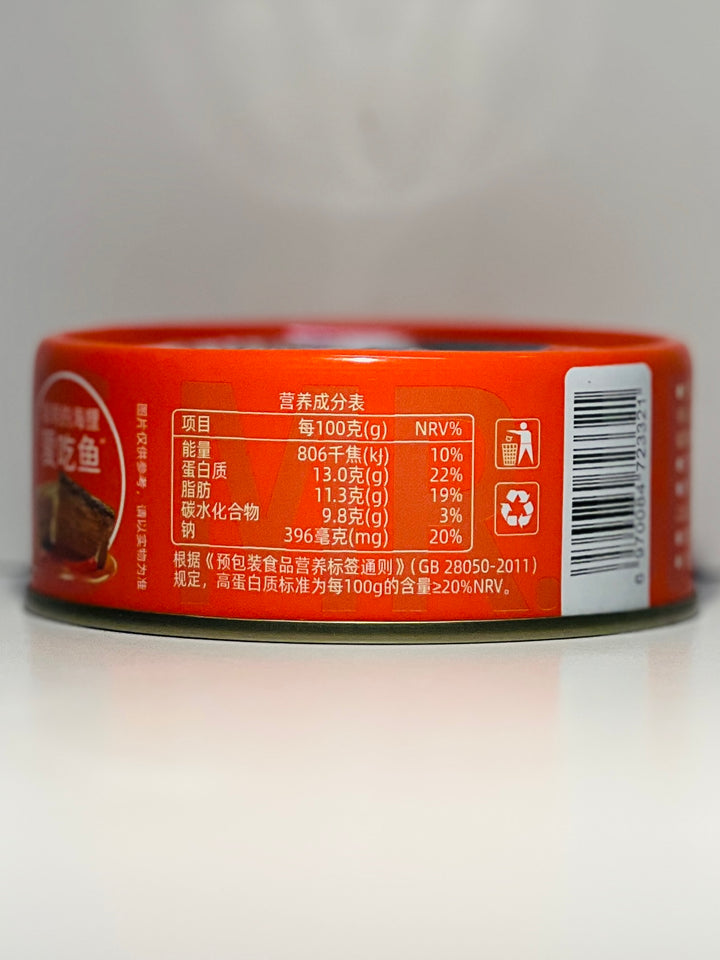 营养成分表
项目 每100克(g) NRV%
能量 806千焦(kJ) 10%
蛋白质 13.0克(g) 22%
脂肪 11.3克(g) 19%
碳水化合物 9.8克(g) 3%
钠 396毫克(mg) 20%
根据《预包装食品营养标签通则》(GB 28050-2011)
规定，高蛋白质标准为每100g的含量≥20%NRV。
图片仅供参考，请以实物为准
吃鱼
MR.
6 970084 723321